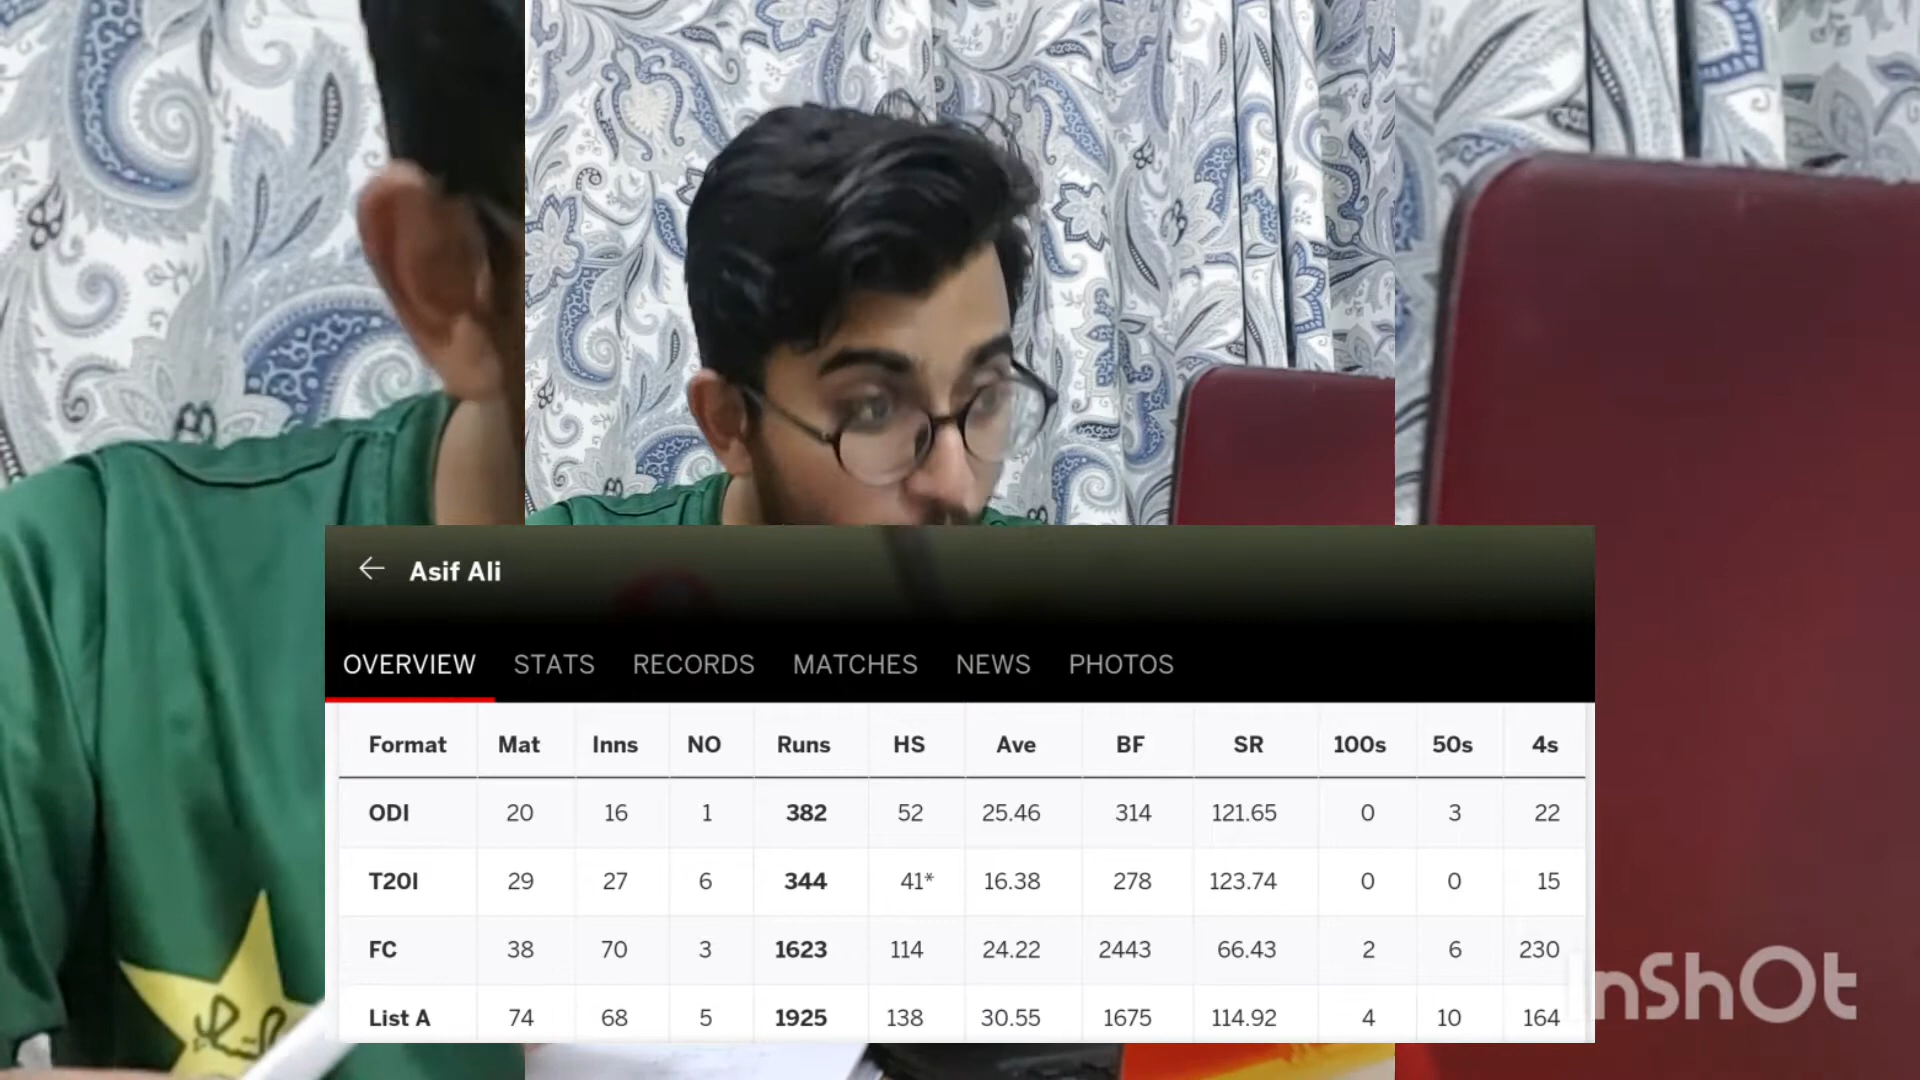 ← Asif Ali
OVERVIEW STATS RECORDS MATCHES NEWS PHOTOS
Format Mat Inns NO Runs HS Ave BF SR 100s 50s 4s
ODI 20 16 1 382 52 25.46 314 121.65 0 3 22
T20I 29 27 6 344 41* 16.38 278 123.74 0 0 15
FC 38 70 3 1623 114 24.22 2443 66.43 2 6 230
List A 74 68 5 1925 138 30.55 1675 114.92 4 10 164
InShOt